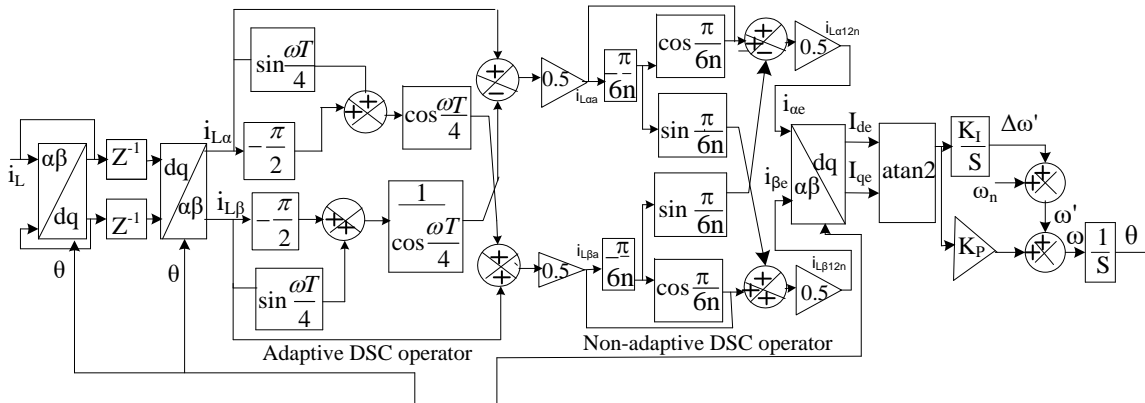 sin ωT/4
cos ωT/4
-π/2
i_L
αβ
dq
Z⁻¹
Z⁻¹
dq
αβ
i_Lα
i_Lβ
θ
θ
-π/2
1/cos ωT/4
sin ωT/4
+
−
+
+
+
+
+
+
0.5
0.5
i_Lαa
i_Lβa
-π/6n
-π/6n
cos π/6n
sin π/6n
sin π/6n
cos π/6n
+
−
+
+
0.5
0.5
i_Lα12n
i_Lβ12n
i_αe
i_βe
dq
αβ
I_de
I_qe
atan2
K_I/S
K_P
Δω'
ω_n
+
+
ω'
+
+
ω
1/S
θ
θ
Adaptive DSC operator
Non-adaptive DSC operator